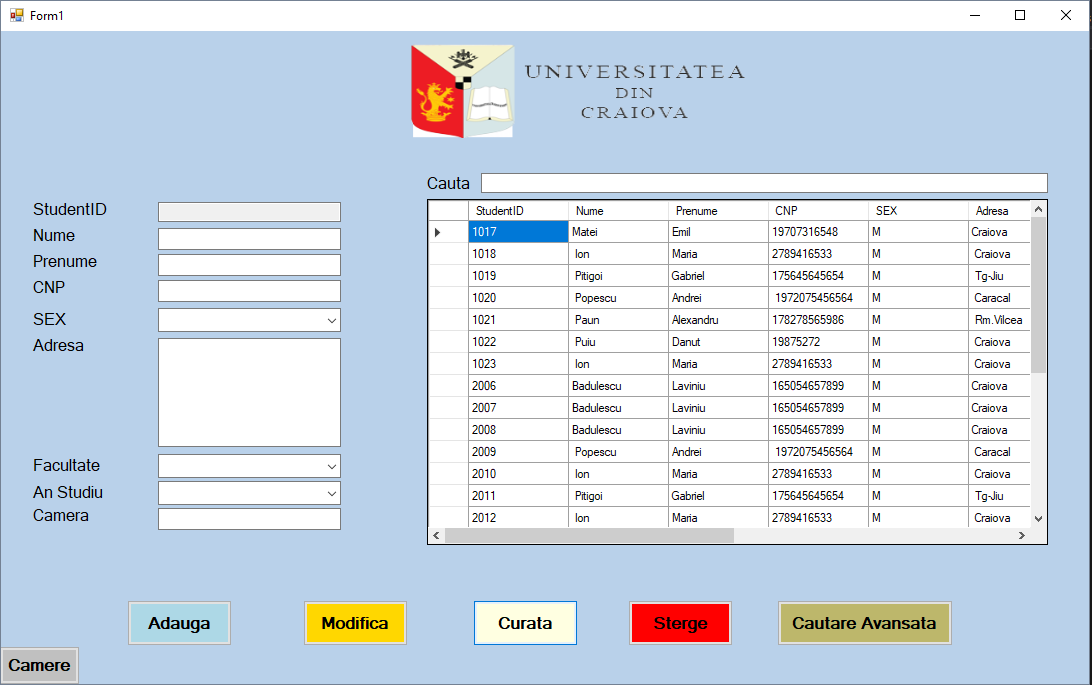 Form1
UNIVERSITATEA
DIN
CRAIOVA
Cauta
StudentID
Nume
Prenume
CNP
SEX
Adresa
Facultate
An Studiu
Camera
StudentID Nume Prenume CNP SEX Adresa
1017 Matei Emil 19707316548 M Craiova
1018 Ion Maria 2789416533 M Craiova
1019 Pitigoi Gabriel 175645645654 M Tg-Jiu
1020 Popescu Andrei 1972075456564 M Caracal
1021 Paun Alexandru 178278565986 M Rm.Vilcea
1022 Puiu Danut 19875272 M Craiova
1023 Ion Maria 2789416533 M Craiova
2006 Badulescu Laviniu 165054657899 M Craiova
2007 Badulescu Laviniu 165054657899 M Craiova
2008 Badulescu Laviniu 165054657899 M Craiova
2009 Popescu Andrei 1972075456564 M Caracal
2010 Ion Maria 2789416533 M Craiova
2011 Pitigoi Gabriel 175645645654 M Tg-Jiu
2012 Ion Maria 2789416533 M Craiova
Adauga
Modifica
Curata
Sterge
Cautare Avansata
Camere